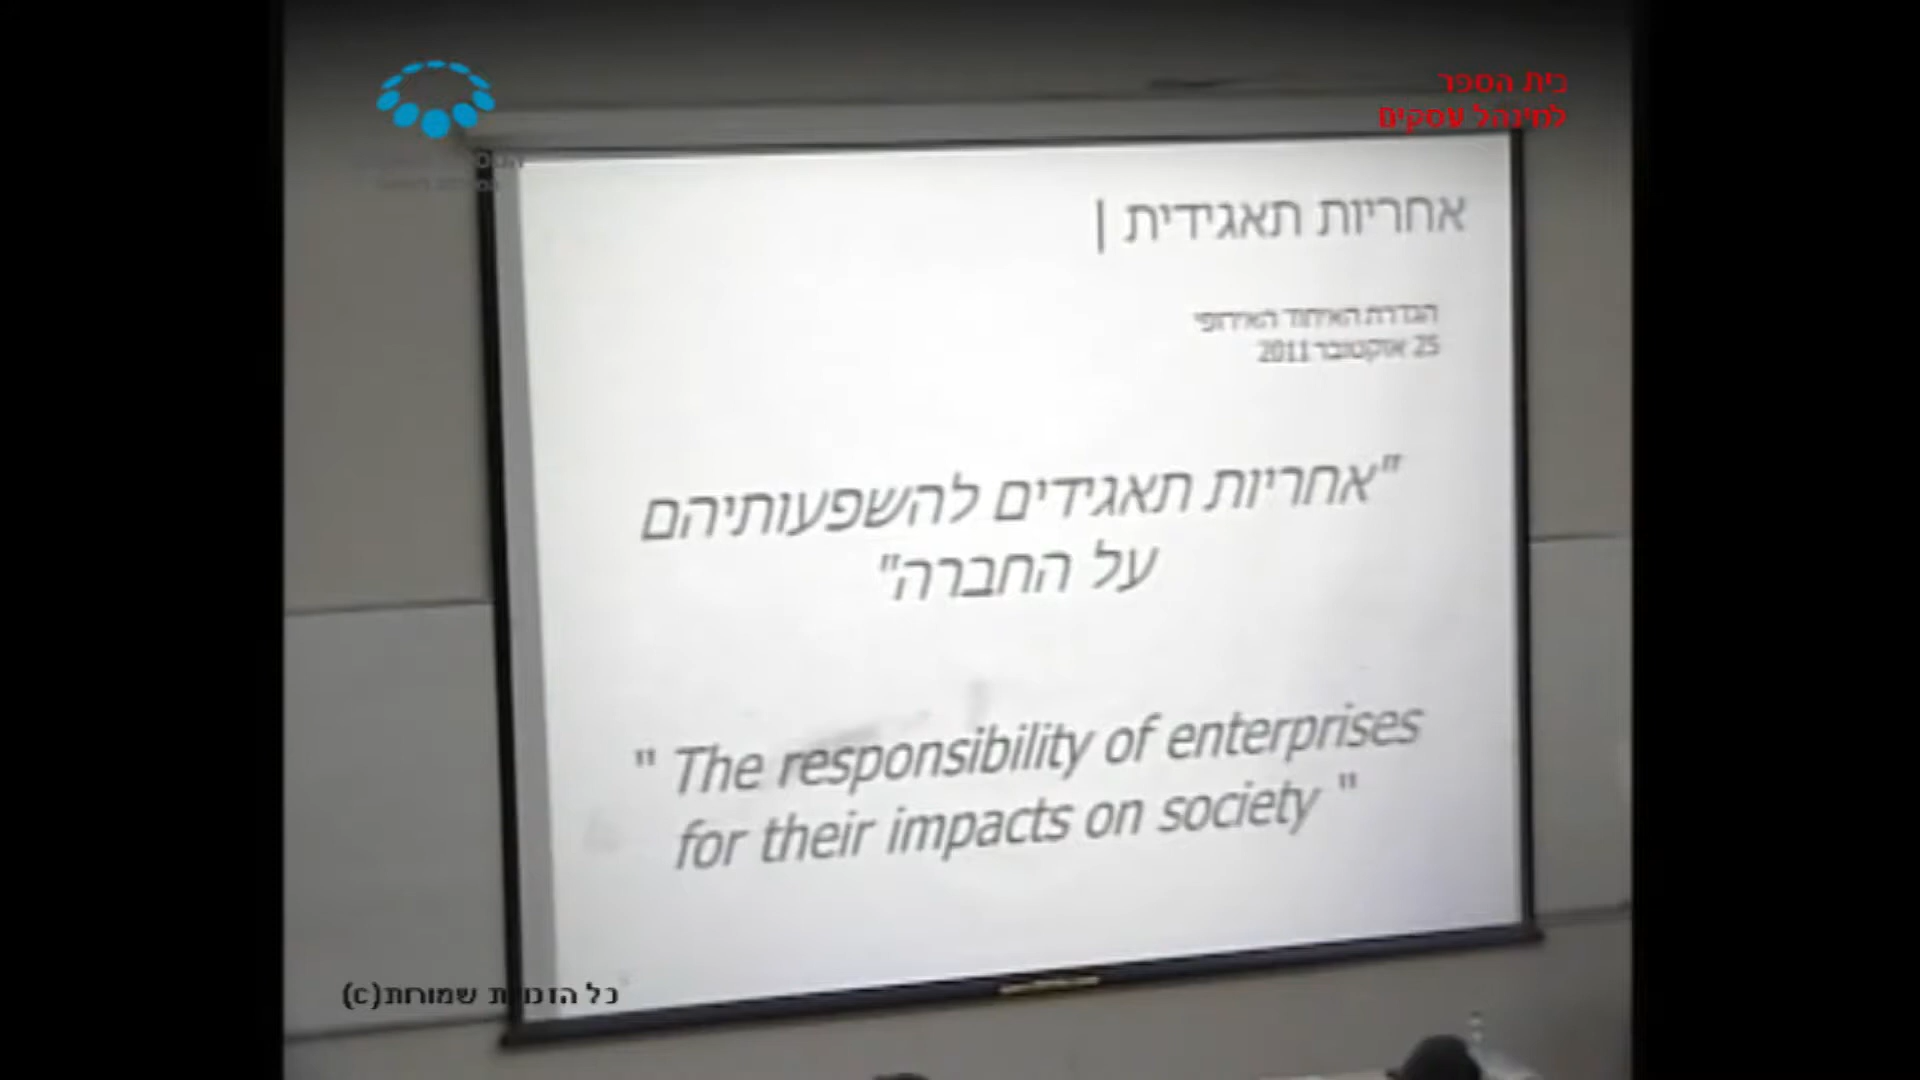 בית הספר
למינהל עסקים
אחריות תאגידית |
הגדרת האיחוד האירופי
25 אוקטובר 2011
"אחריות תאגידים להשפעותיהם
על החברה"
" The responsibility of enterprises
for their impacts on society "
כל הזכויות שמורות(c)